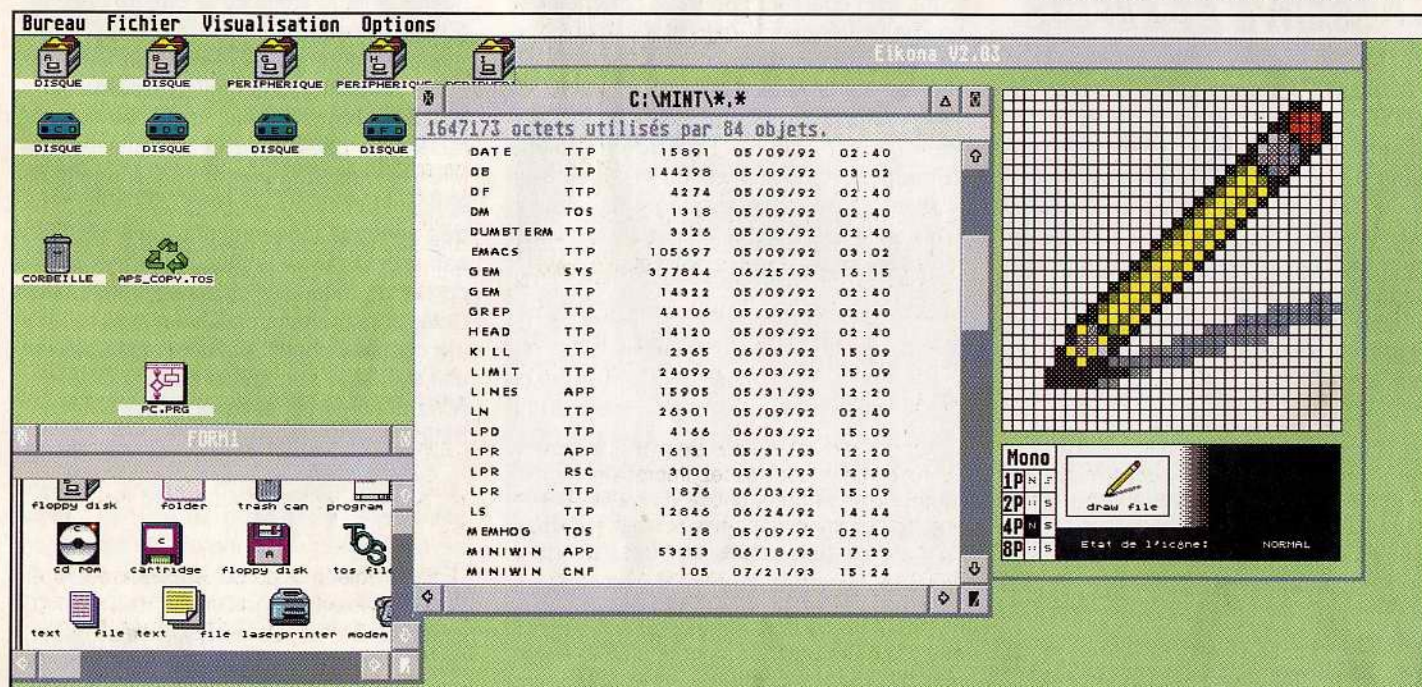 Bureau Fichier Visualisation Options
Eikona V2.03
A B G H I
DISQUE DISQUE PERIPHERIQUE PERIPHERIQUE
C D E F
DISQUE DISQUE DISQUE DISQUE
CORBEILLE APS_COPY.TOS
PC.PRG
C:\MINT\*.*
1647173 octets utilisés par 84 objets.
DATE TTP 15891 05/09/92 02:40
DB TTP 144298 05/09/92 03:02
DF TTP 4274 05/09/92 02:40
DM TOS 1318 05/09/92 02:40
DUMBTERM TTP 3326 05/09/92 02:40
EMACS TTP 105697 05/09/92 03:02
GEM SYS 377844 06/25/93 16:15
GEM TTP 14322 05/09/92 02:40
GREP TTP 44106 05/09/92 02:40
HEAD TTP 14120 05/09/92 02:40
KILL TTP 2365 06/03/92 15:09
LIMIT TTP 24099 06/03/92 15:09
LINES APP 15905 05/31/93 12:20
LN TTP 26301 05/09/92 02:40
LPD TTP 4166 06/03/92 15:09
LPR APP 16131 05/31/93 12:20
LPR RSC 3000 05/31/93 12:20
LPR TTP 1876 06/03/92 15:09
LS TTP 12846 06/24/92 14:44
MEMHOG TOS 128 05/09/92 02:40
MINIWIN APP 53253 06/18/93 17:29
MINIWIN CNF 105 07/21/93 15:24
FORM1
floppy disk folder trash can program
C C A TOS
cd rom cartridge floppy disk tos file
text file text file laserprinter modem
Mono
1P N
2P S
4P N S
8P S
draw file
Etat de l'icône: NORMAL